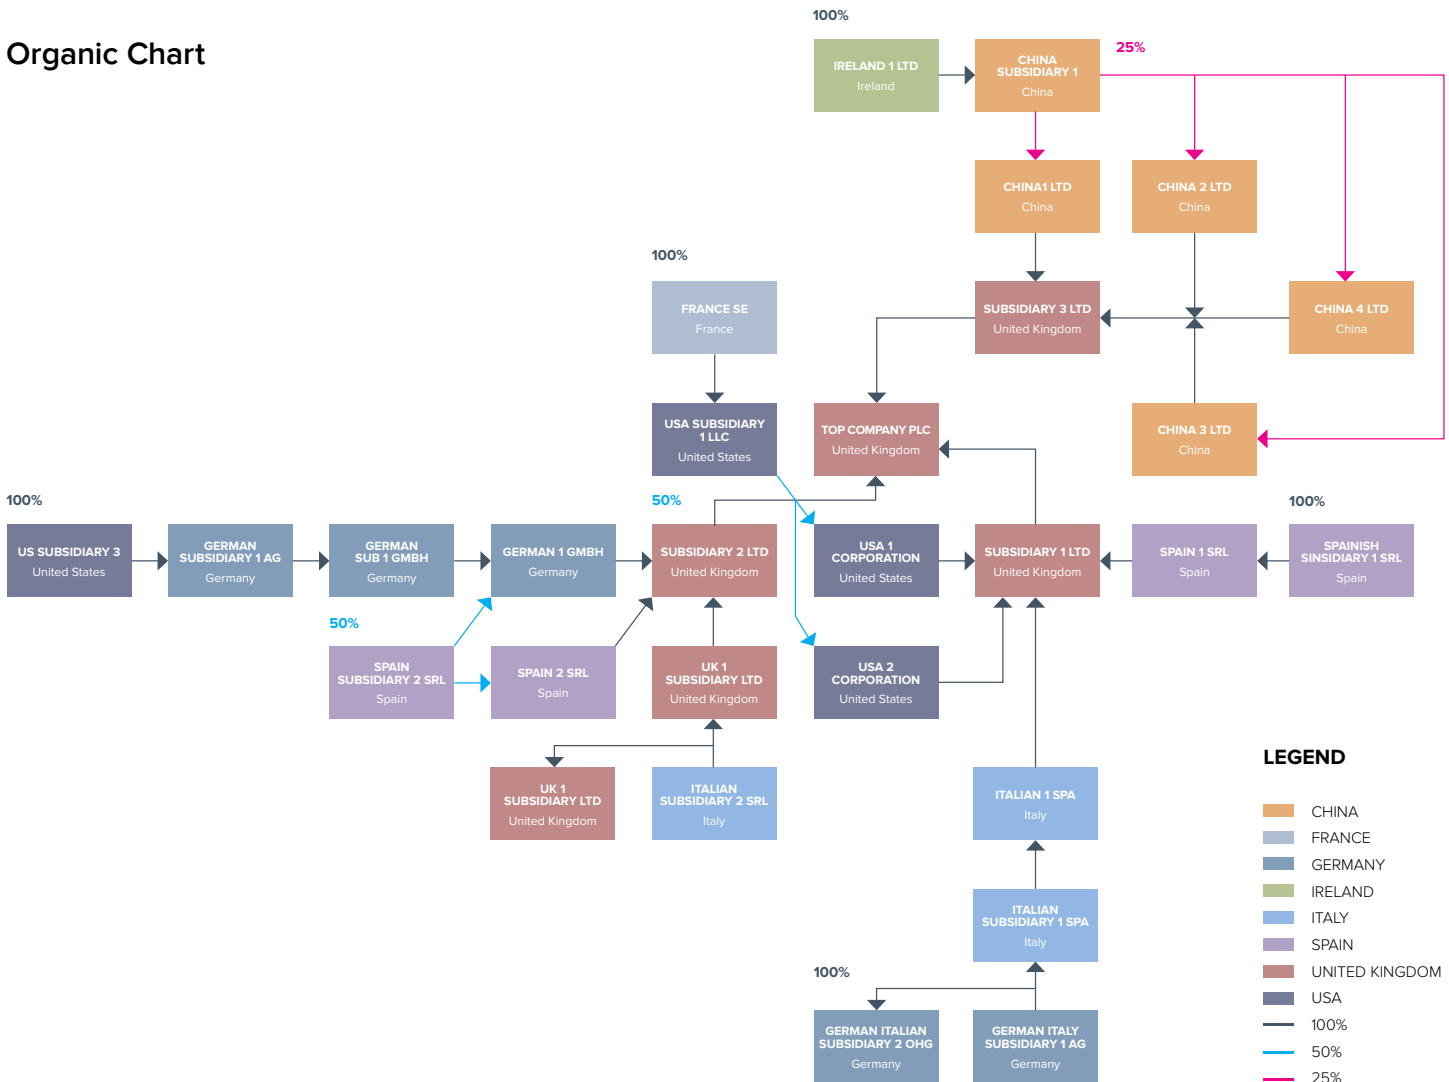 Organic Chart
100%
IRELAND 1 LTD
Ireland
CHINA
SUBSIDIARY 1
China
25%
CHINA1 LTD
China
CHINA 2 LTD
China
100%
FRANCE SE
France
SUBSIDIARY 3 LTD
United Kingdom
CHINA 4 LTD
China
USA SUBSIDIARY
1 LLC
United States
TOP COMPANY PLC
United Kingdom
CHINA 3 LTD
China
100%
50%
100%
US SUBSIDIARY 3
United States
GERMAN
SUBSIDIARY 1 AG
Germany
GERMAN
SUB 1 GMBH
Germany
GERMAN 1 GMBH
Germany
SUBSIDIARY 2 LTD
United Kingdom
USA 1
CORPORATION
United States
SUBSIDIARY 1 LTD
United Kingdom
SPAIN 1 SRL
Spain
SPAINISH
SINSIDIARY 1 SRL
Spain
50%
SPAIN
SUBSIDIARY 2 SRL
Spain
SPAIN 2 SRL
Spain
UK 1
SUBSIDIARY LTD
United Kingdom
USA 2
CORPORATION
United States
UK 1
SUBSIDIARY LTD
United Kingdom
ITALIAN
SUBSIDIARY 2 SRL
Italy
ITALIAN 1 SPA
Italy
ITALIAN
SUBSIDIARY 1 SPA
Italy
100%
GERMAN ITALIAN
SUBSIDIARY 2 OHG
Germany
GERMAN ITALY
SUBSIDIARY 1 AG
Germany
LEGEND
CHINA
FRANCE
GERMANY
IRELAND
ITALY
SPAIN
UNITED KINGDOM
USA
100%
50%
25%